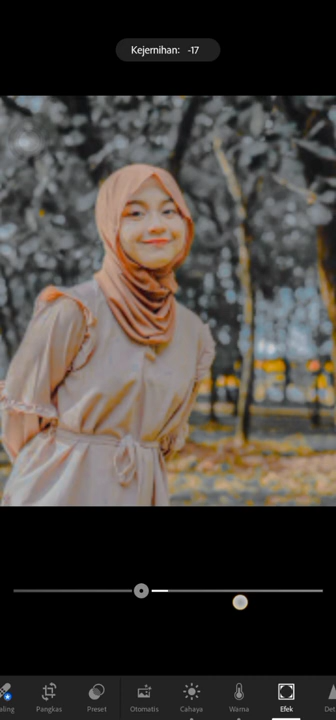 Kejernihan: -17
aling
Pangkas
Preset
Otomatis
Cahaya
Warna
Efek
Det